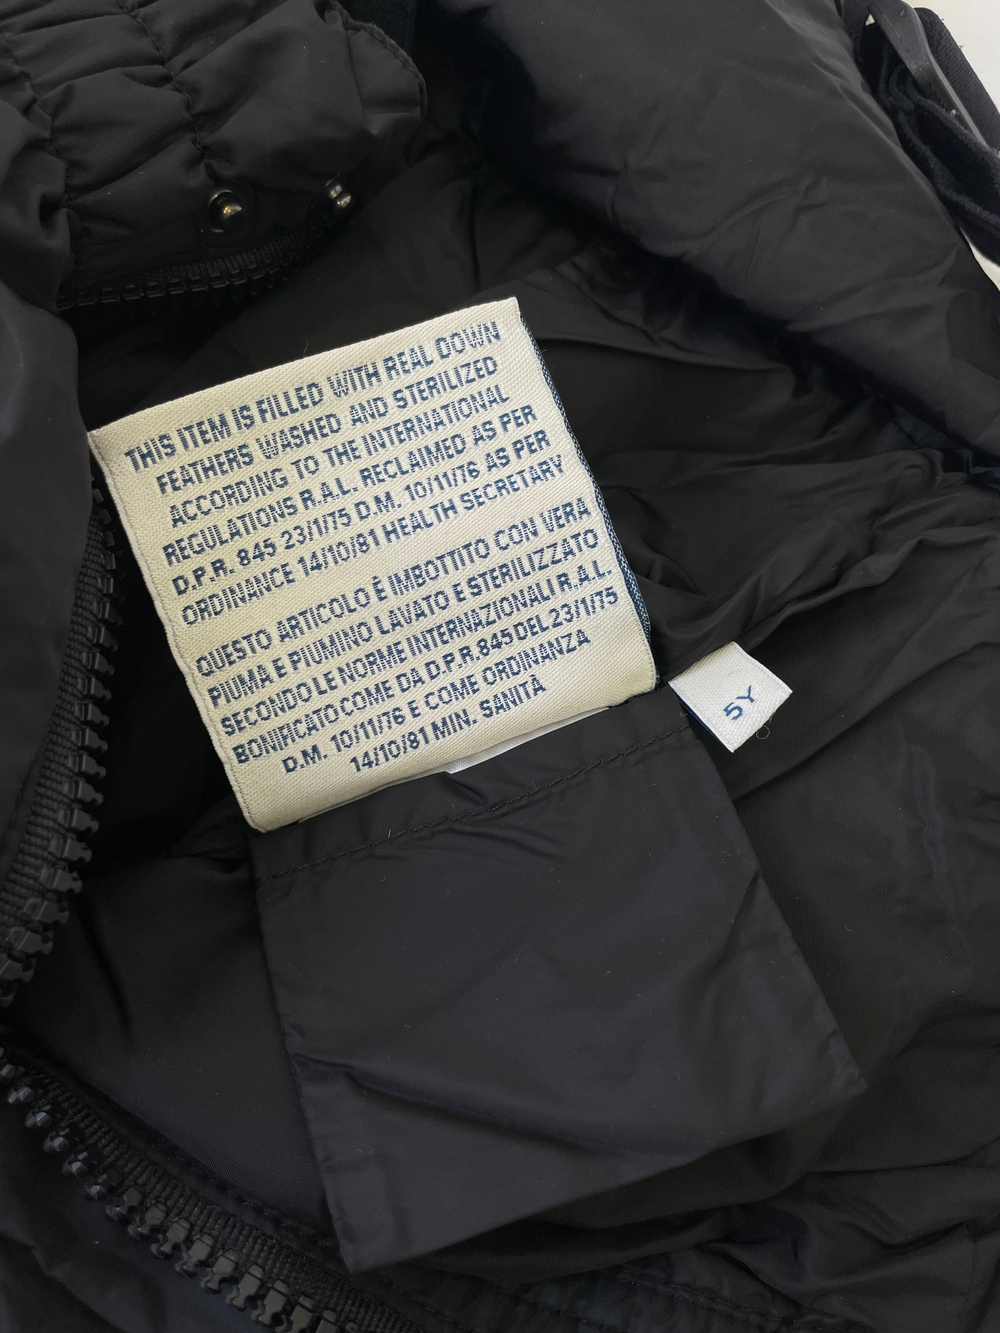 THIS ITEM IS FILLED WITH REAL DOWN
FEATHERS WASHED AND STERILIZED
ACCORDING TO THE INTERNATIONAL
REGULATIONS R.A.L. RECLAIMED AS PER
D.P.R. 845 23/1/75 D.M. 10/11/76 AS PER
ORDINANCE 14/10/81 HEALTH SECRETARY
QUESTO ARTICOLO È IMBOTTITO CON VERA
PIUMA E PIUMINO LAVATO E STERILIZZATO
SECONDO LE NORME INTERNAZIONALI R.A.L.
BONIFICATO COME DA D.P.R. 845 DEL 23/1/75
D.M. 10/11/76 E COME ORDINANZA
14/10/81 MIN. SANITÀ
5Y